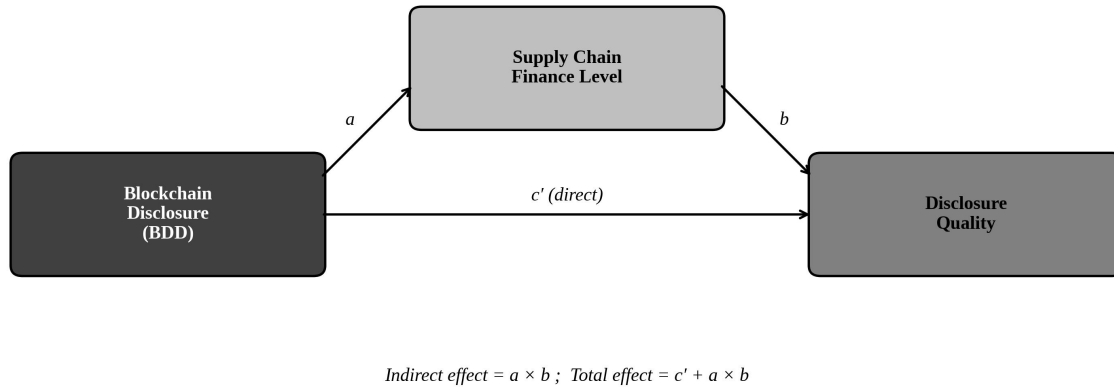 Supply Chain
Finance Level
a
b
Blockchain
Disclosure
(BDD)
c′ (direct)
Disclosure
Quality
Indirect effect = a × b ;  Total effect = c′ + a × b